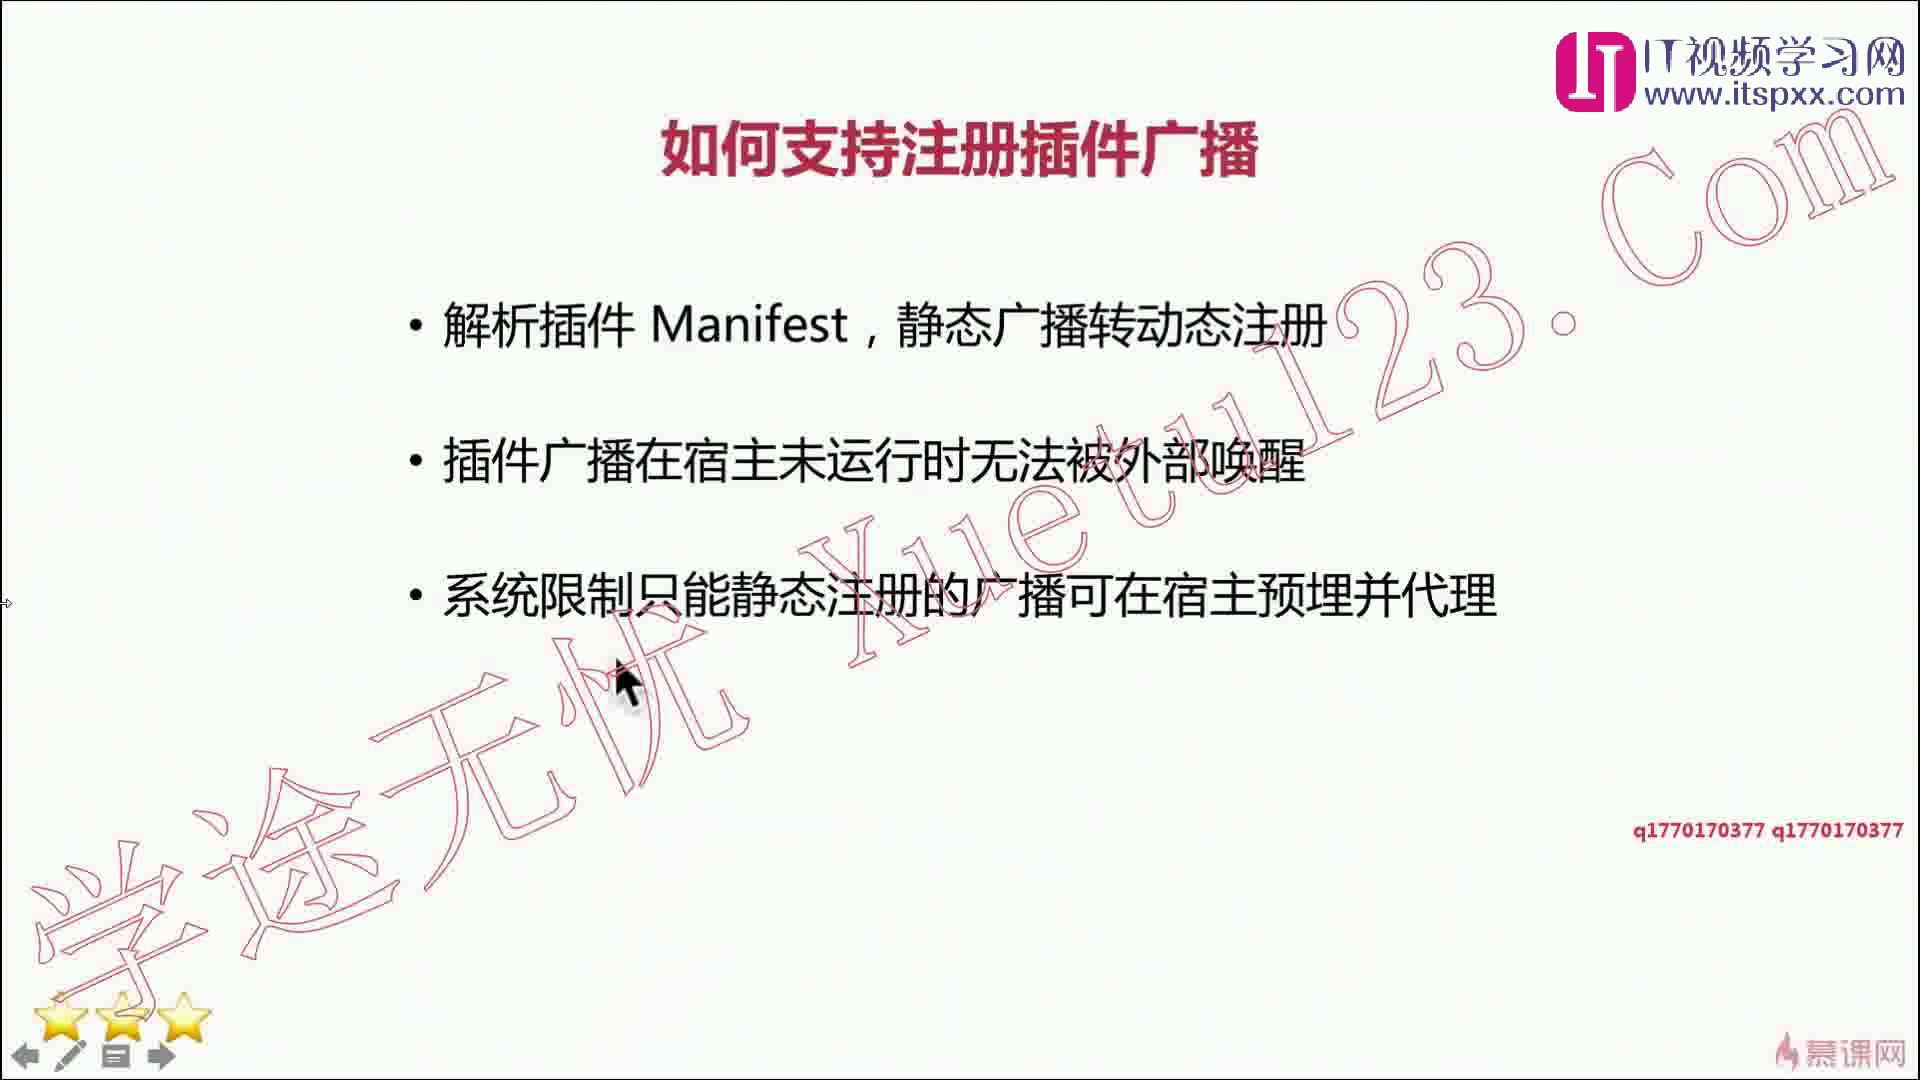 IT视频学习网
www.itspxx.com
如何支持注册插件广播
• 解析插件 Manifest，静态广播转动态注册
• 插件广播在宿主未运行时无法被外部唤醒
• 系统限制只能静态注册的广播可在宿主预埋并代理
学途无忧 Xuetu123.Com
q1770170377 q1770170377
慕课网